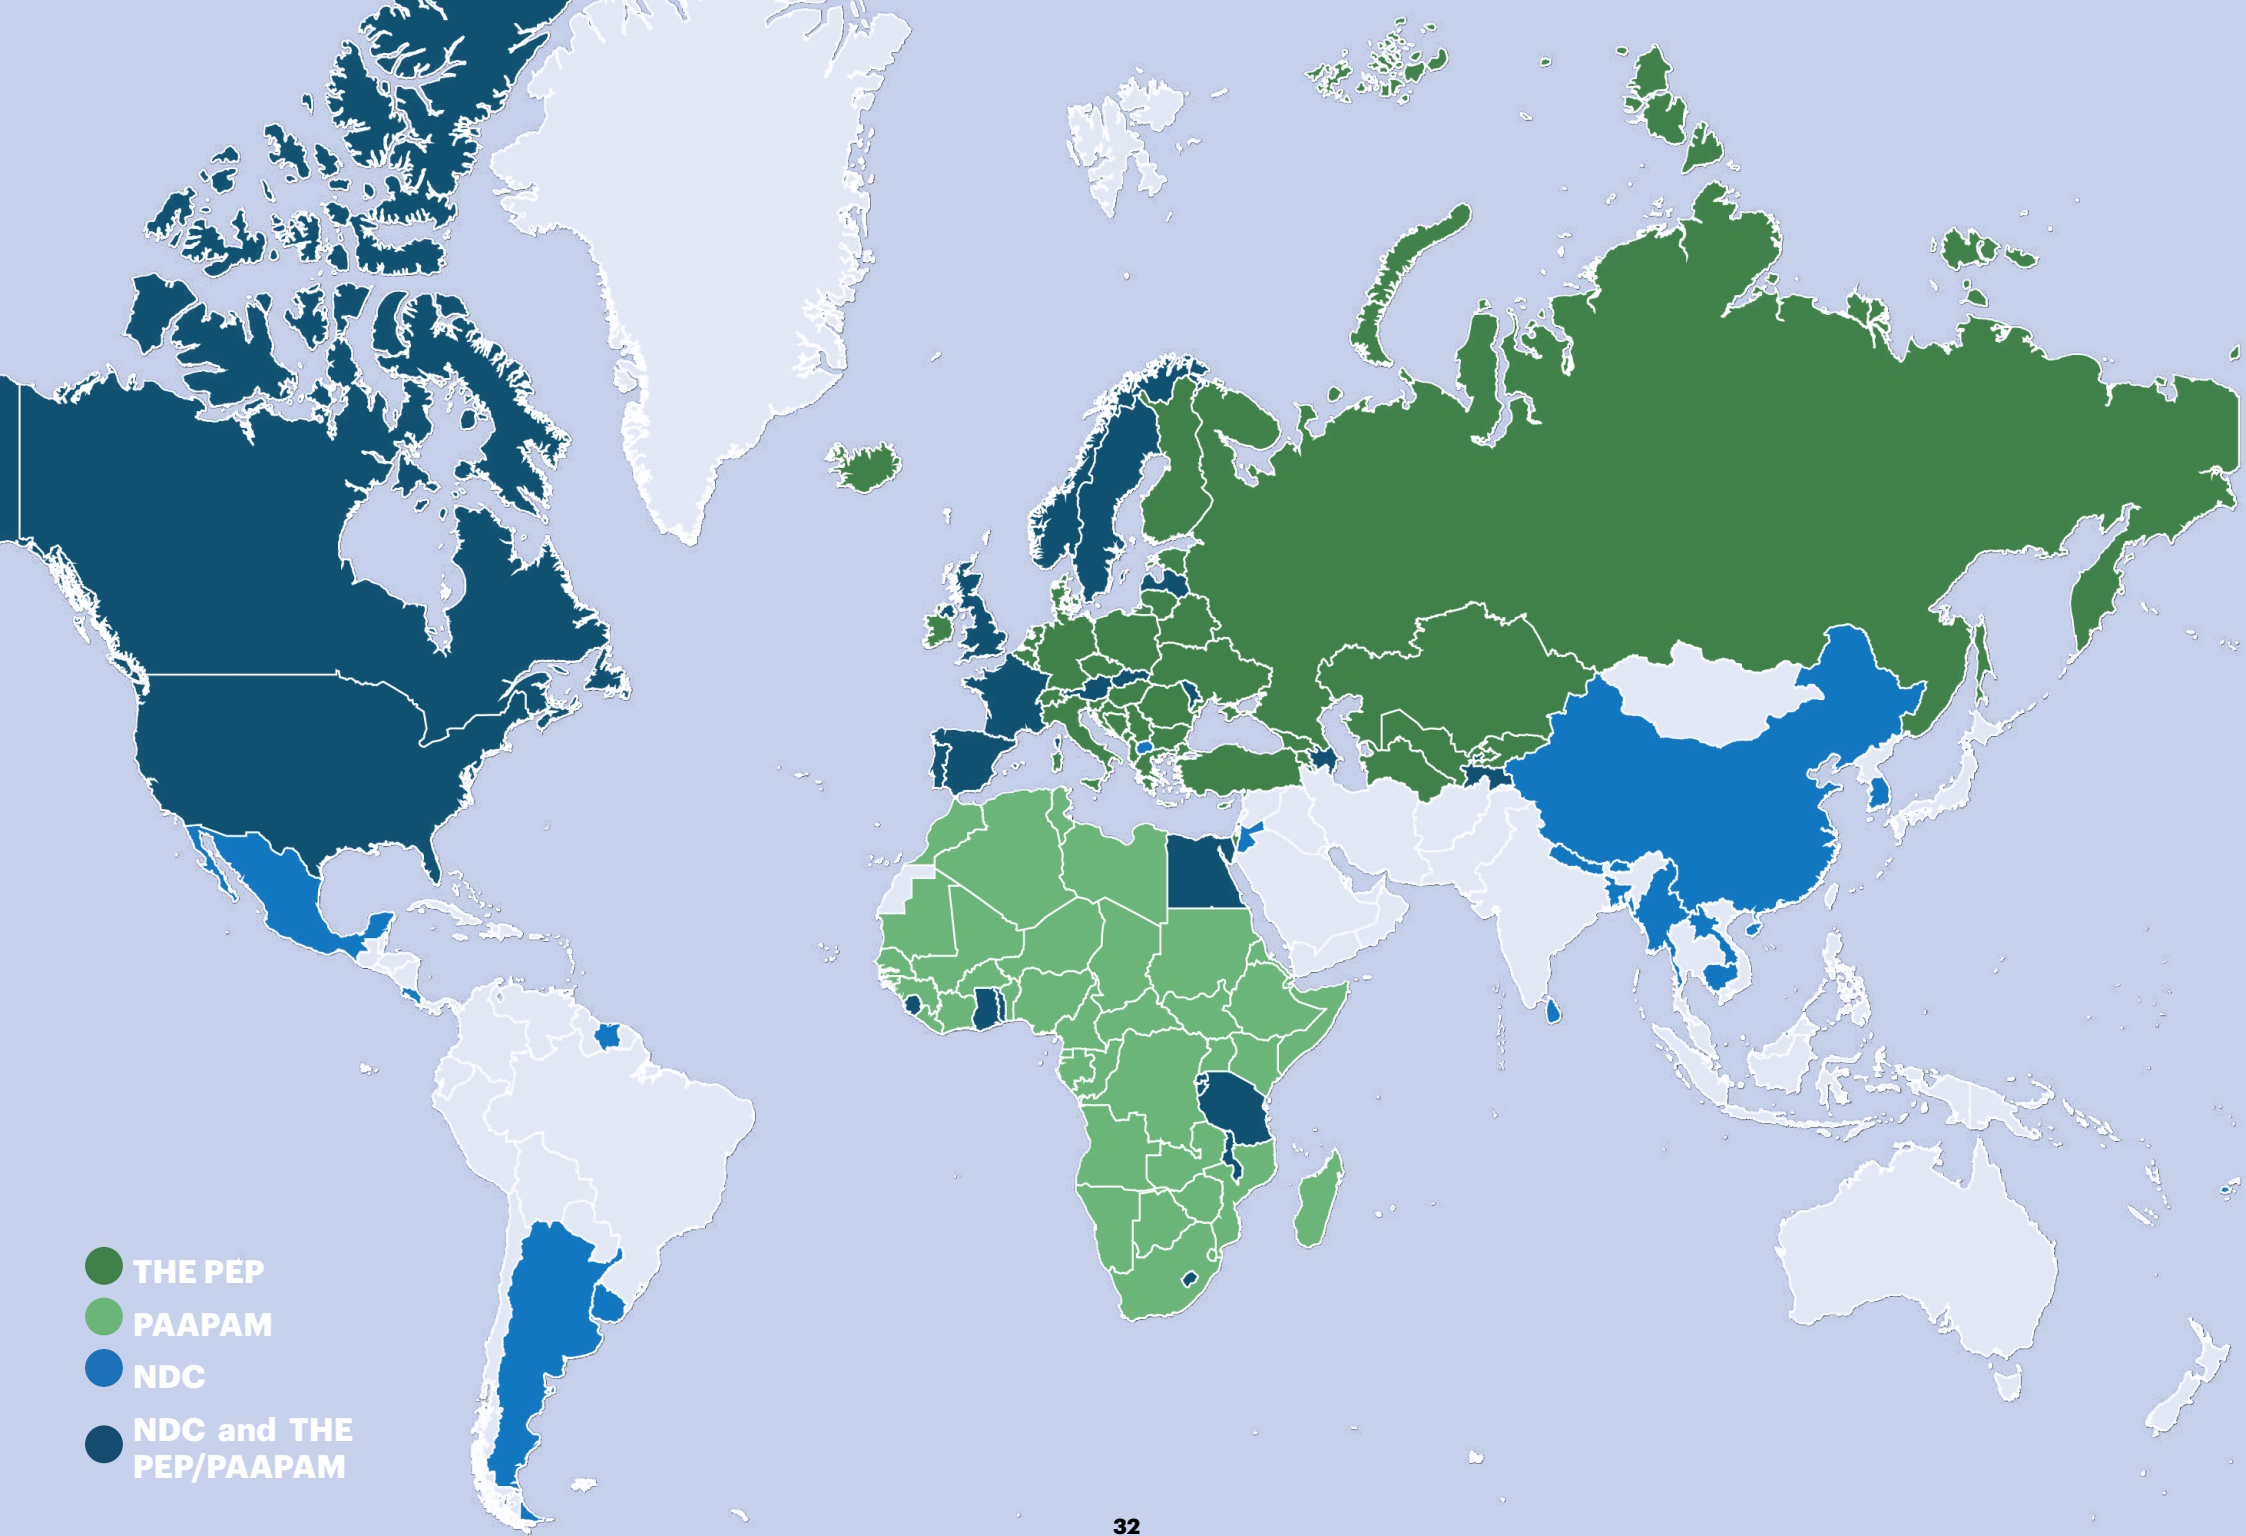 THE PEP
PAAPAM
NDC
NDC and THE
PEP/PAAPAM
32